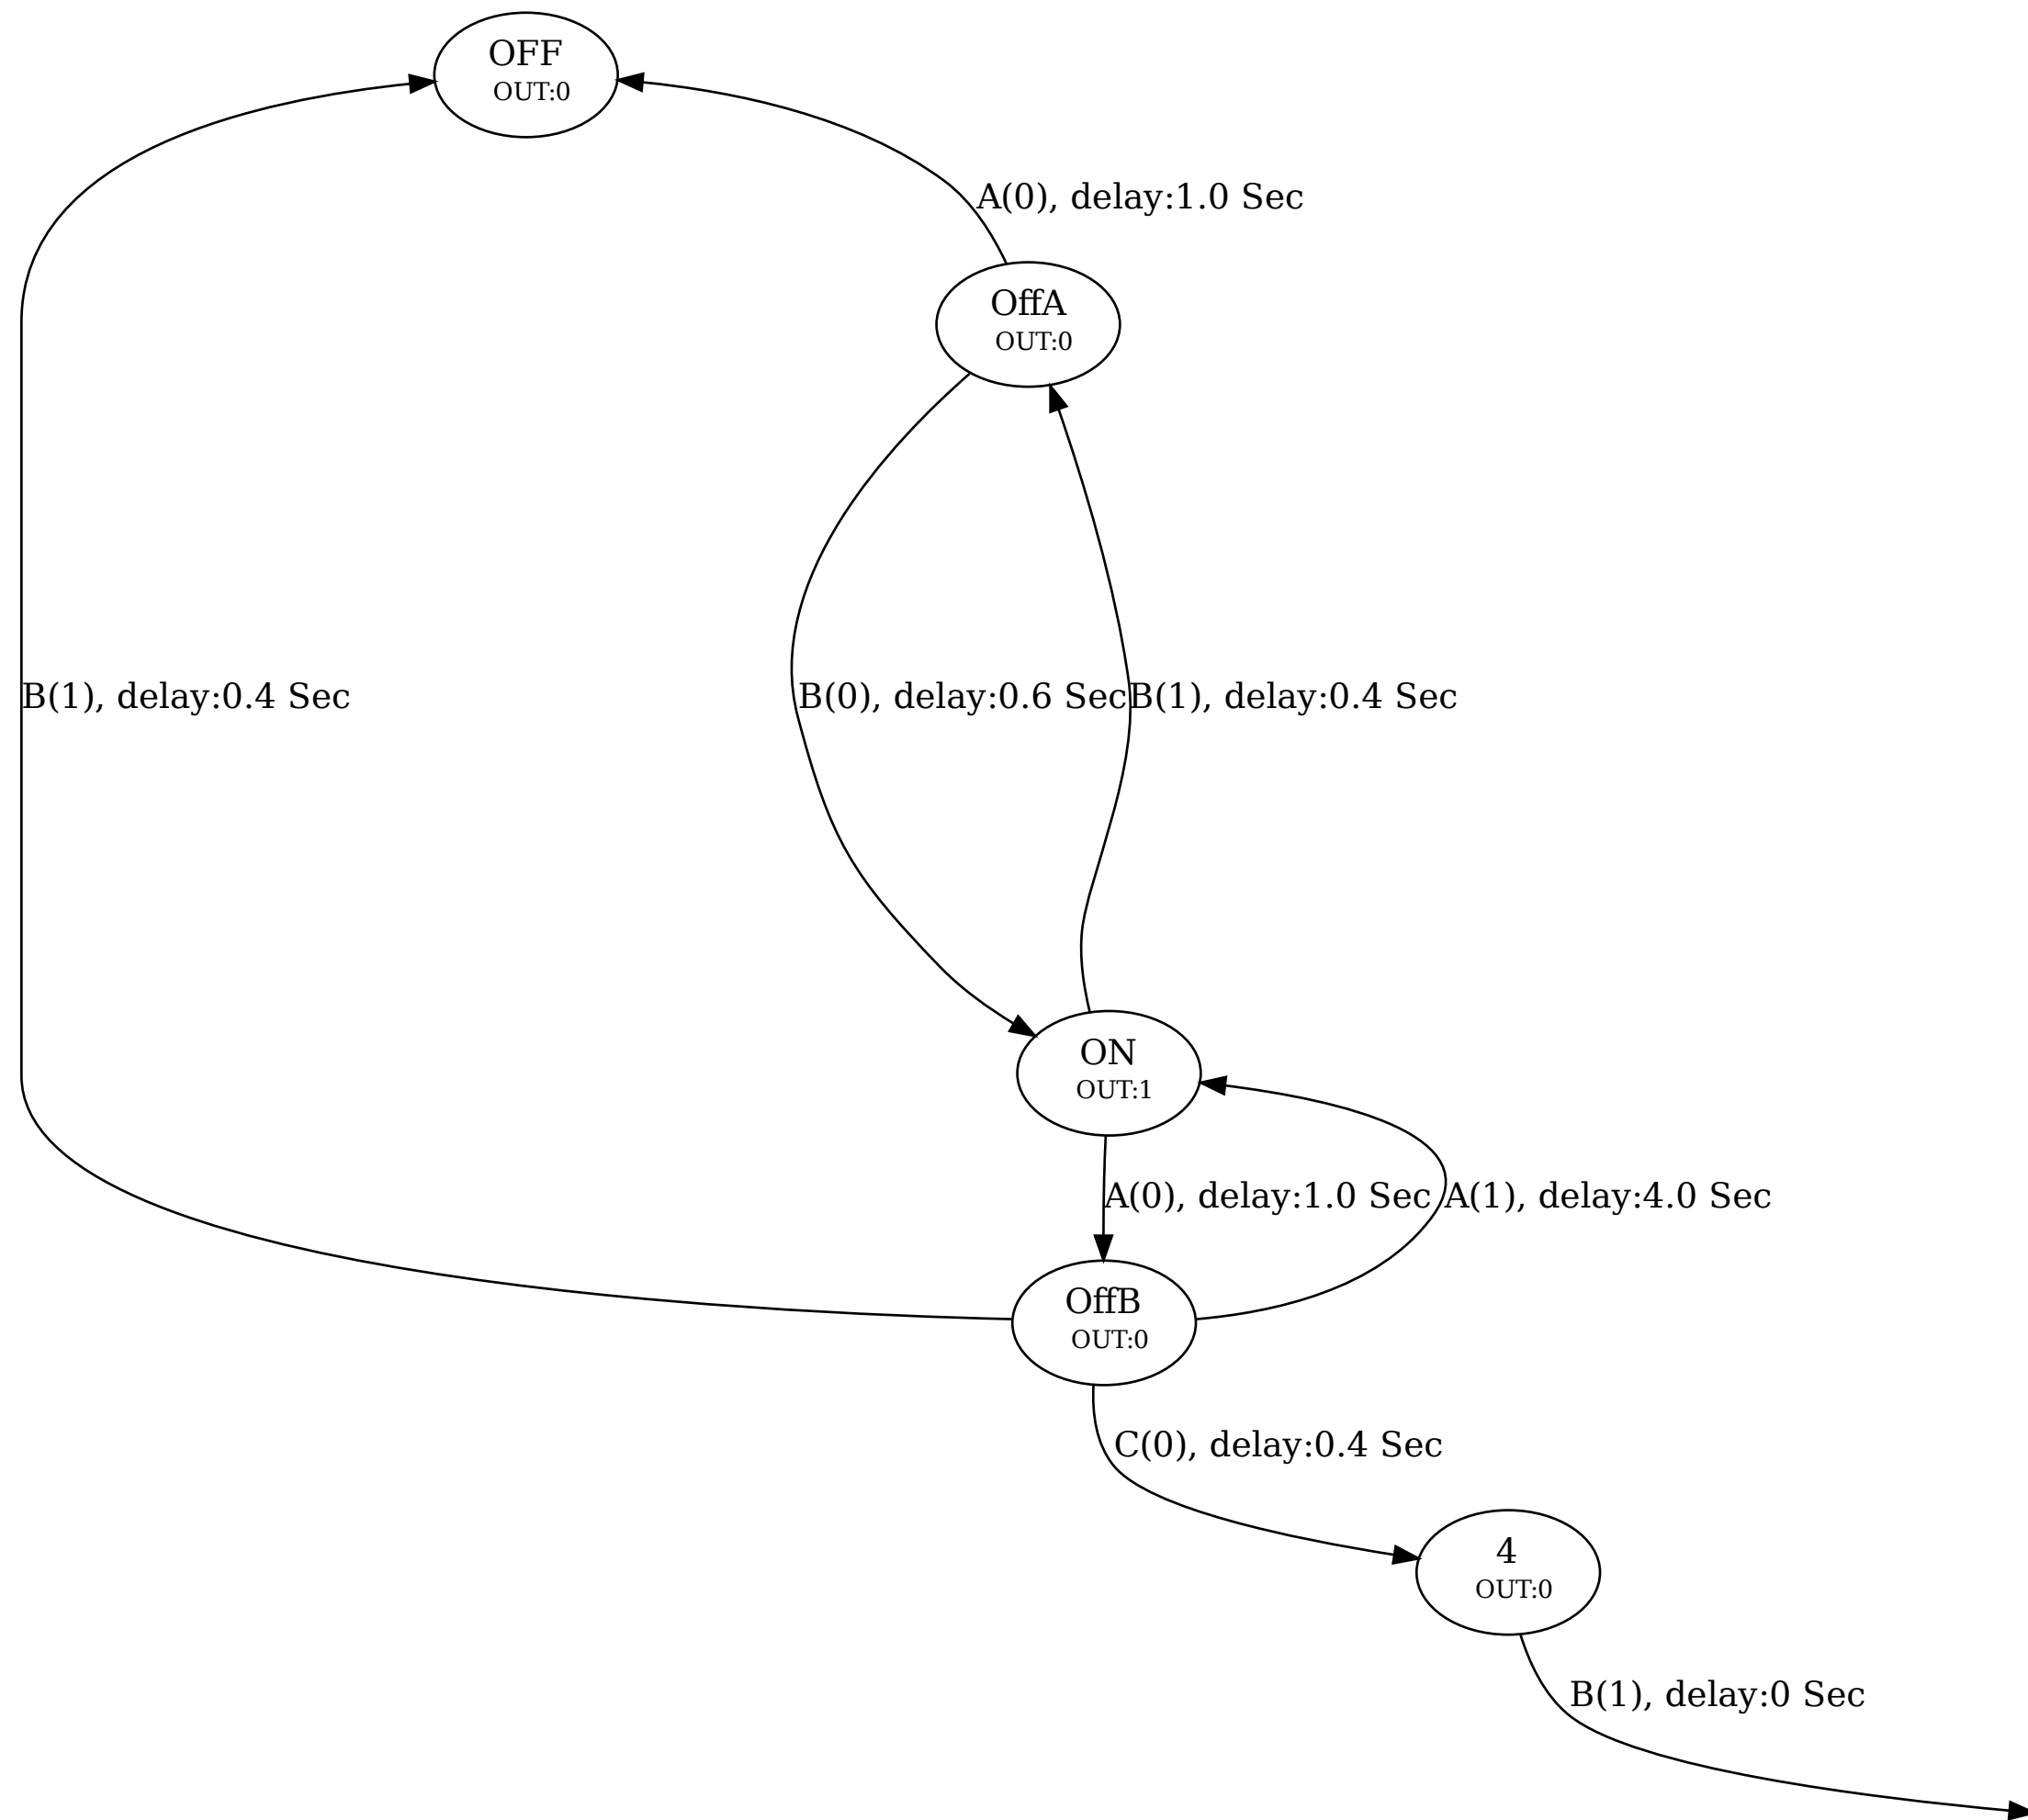 OFF
OUT:0
A(0), delay:1.0 Sec
OffA
OUT:0
B(1), delay:0.4 Sec
B(0), delay:0.6 Sec
B(1), delay:0.4 Sec
ON
OUT:1
A(0), delay:1.0 Sec
A(1), delay:4.0 Sec
OffB
OUT:0
C(0), delay:0.4 Sec
4
OUT:0
B(1), delay:0 Sec